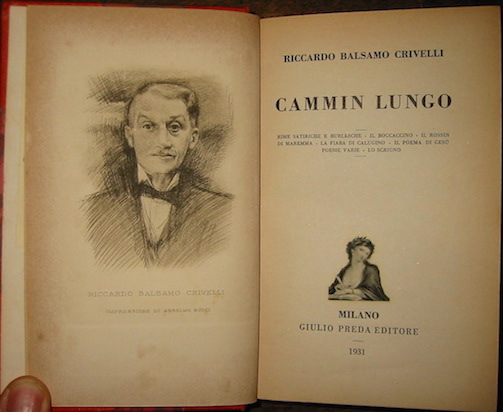 RICCARDO BALSAMO CRIVELLI
RICCARDO BALSAMO CRIVELLI
CAMMIN LUNGO
RIME SATIRICHE E BURLESCHE - IL BOCCACCINO - IL ROSSIN
DI MAREMMA - LA FIABA DI CALUGINO - IL POEMA DI GESÙ
POESIE VARIE - LO SCRIGNO
MILANO
GIULIO PREDA EDITORE
1931